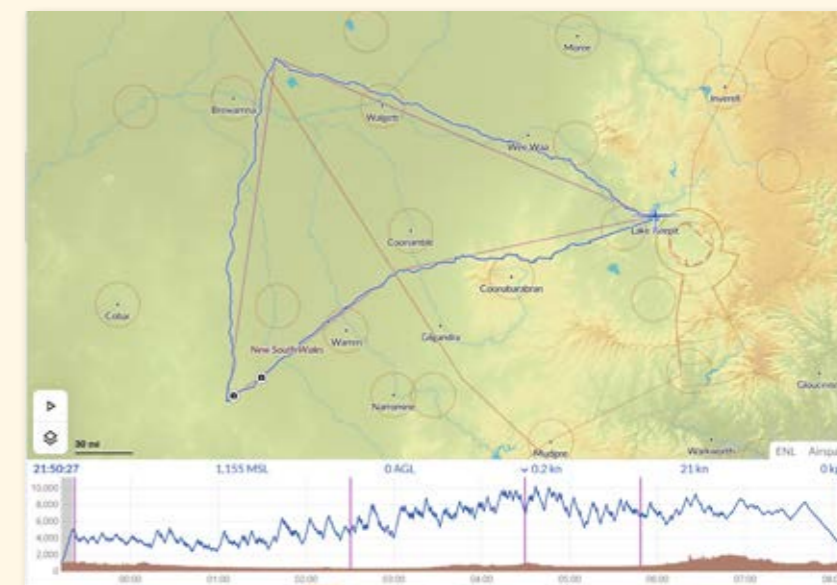 Moree
Brewarrina
Walgett
Inverell
Wee Waa
Lake Keepit
Coonamble
Coonabarabran
Cobar
New South Wales
Warren
Gilgandra
Narromine
Mudgee
30 mi
ENL
21:50:27 1,155 MSL 0 AGL 0.2 kn 21 kn
10,000
8,000
6,000
4,000
2,000
0
00:00 01:00 02:00 03:00 04:00 05:00 06:00 07:00